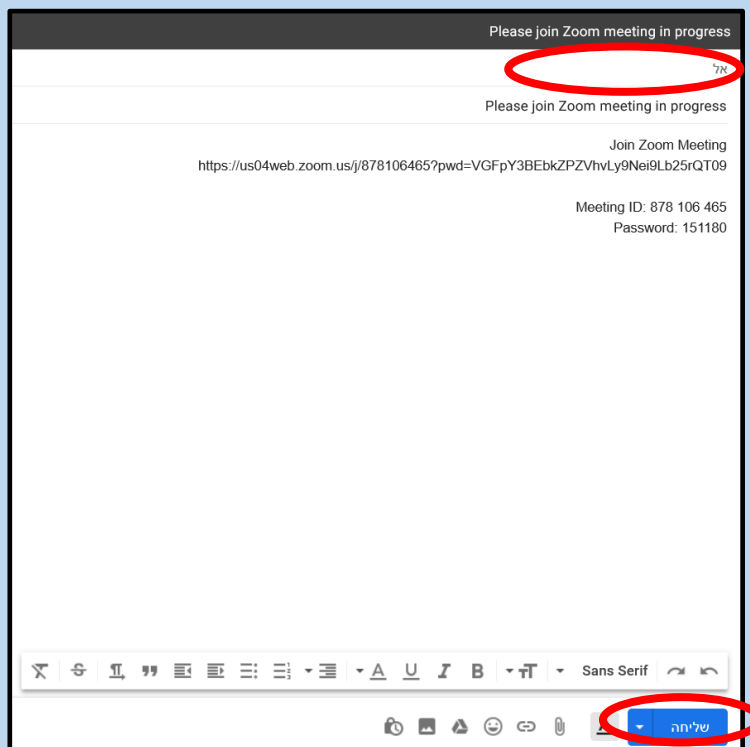 Please join Zoom meeting in progress
אל
Please join Zoom meeting in progress
Join Zoom Meeting
https://us04web.zoom.us/j/878106465?pwd=VGFpY3BEbkZPZVhvLy9Nei9Lb25rQT09
Meeting ID: 878 106 465
Password: 151180
Sans Serif
שליחה